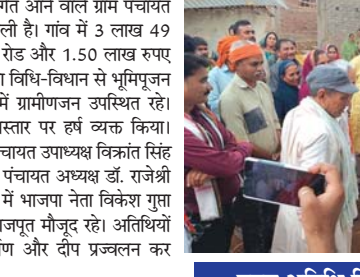 गत आने वाले ग्राम पंचायत
ली है। गांव में 3 लाख 49
रोड और 1.50 लाख रुपए
विधि-विधान से भूमिपूजन
में ग्रामीणजन उपस्थित रहे।
स्तार पर हर्ष व्यक्त किया।
चायत उपाध्यक्ष विक्रांत सिंह
पंचायत अध्यक्ष डॉ. राजेश्री
में भाजपा नेता विकेश गुप्ता
जपूत मौजूद रहे। अतिथियों
र्पण और दीप प्रज्वलन कर